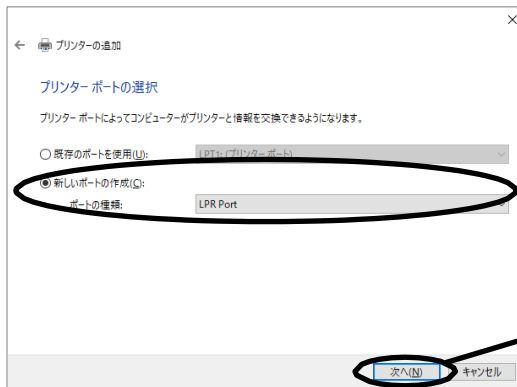 プリンターの追加
プリンター ポートの選択
プリンター ポートによってコンピューターがプリンターと情報を交換できるようになります。
既存のポートを使用(U): LPT1: (プリンター ポート)
新しいポートの作成(C):
ポートの種類: LPR Port
次へ(N) キャンセル